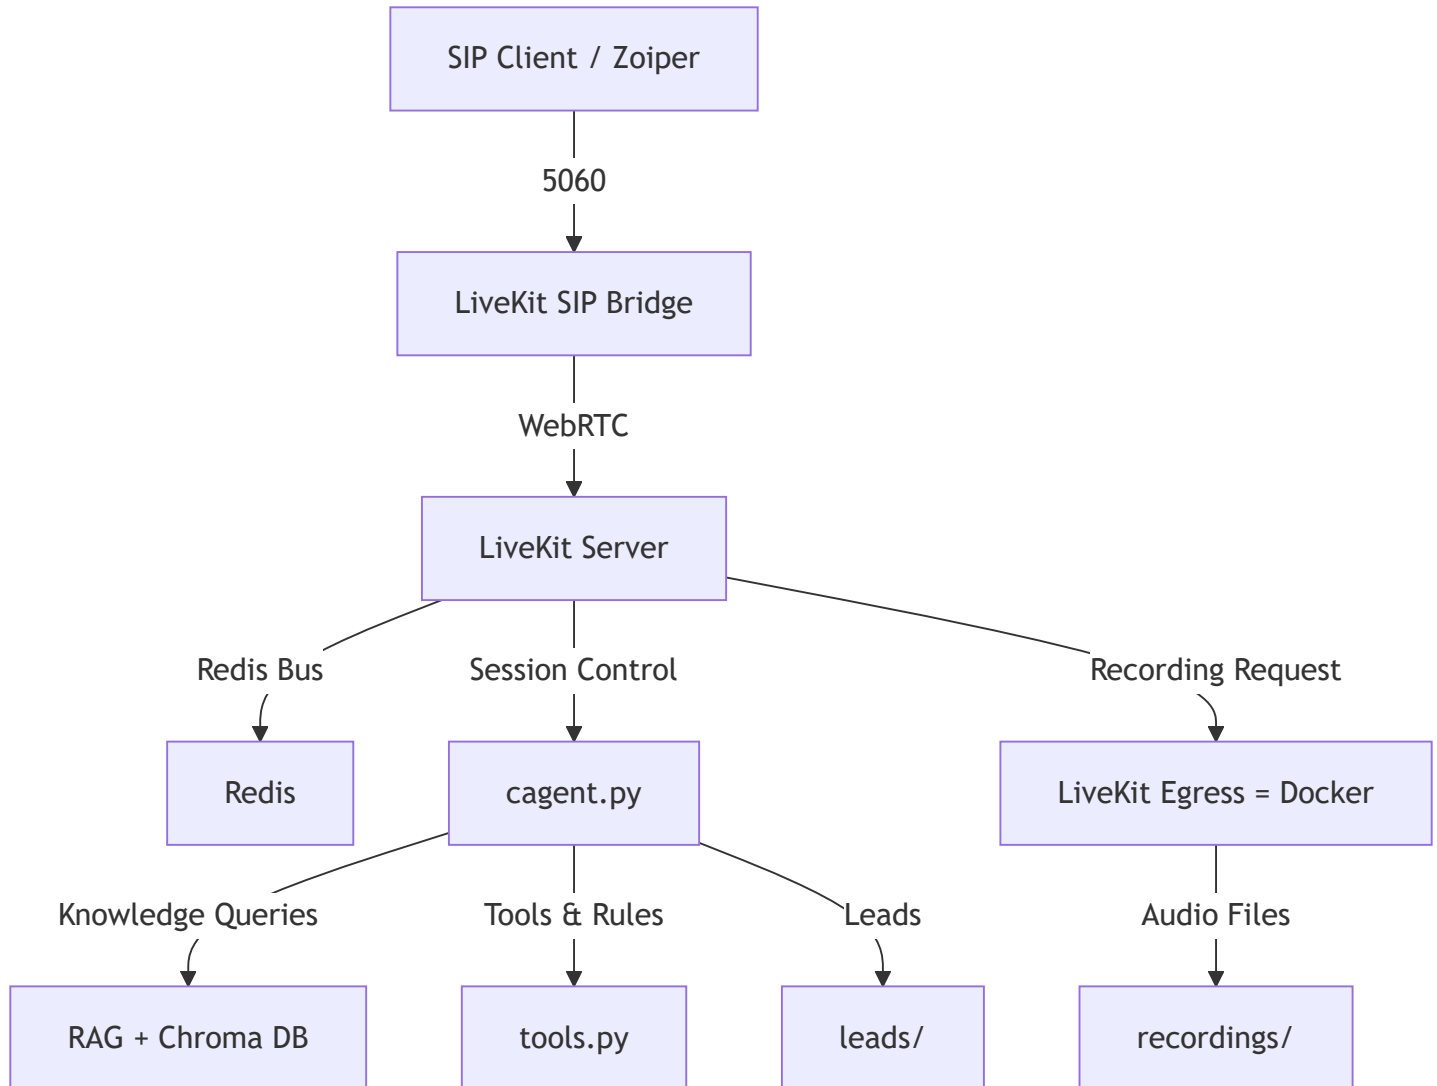 SIP Client / Zoiper
5060
LiveKit SIP Bridge
WebRTC
LiveKit Server
Redis Bus
Session Control
Recording Request
Redis
cagent.py
LiveKit Egress = Docker
Knowledge Queries
Tools & Rules
Leads
Audio Files
RAG + Chroma DB
tools.py
leads/
recordings/